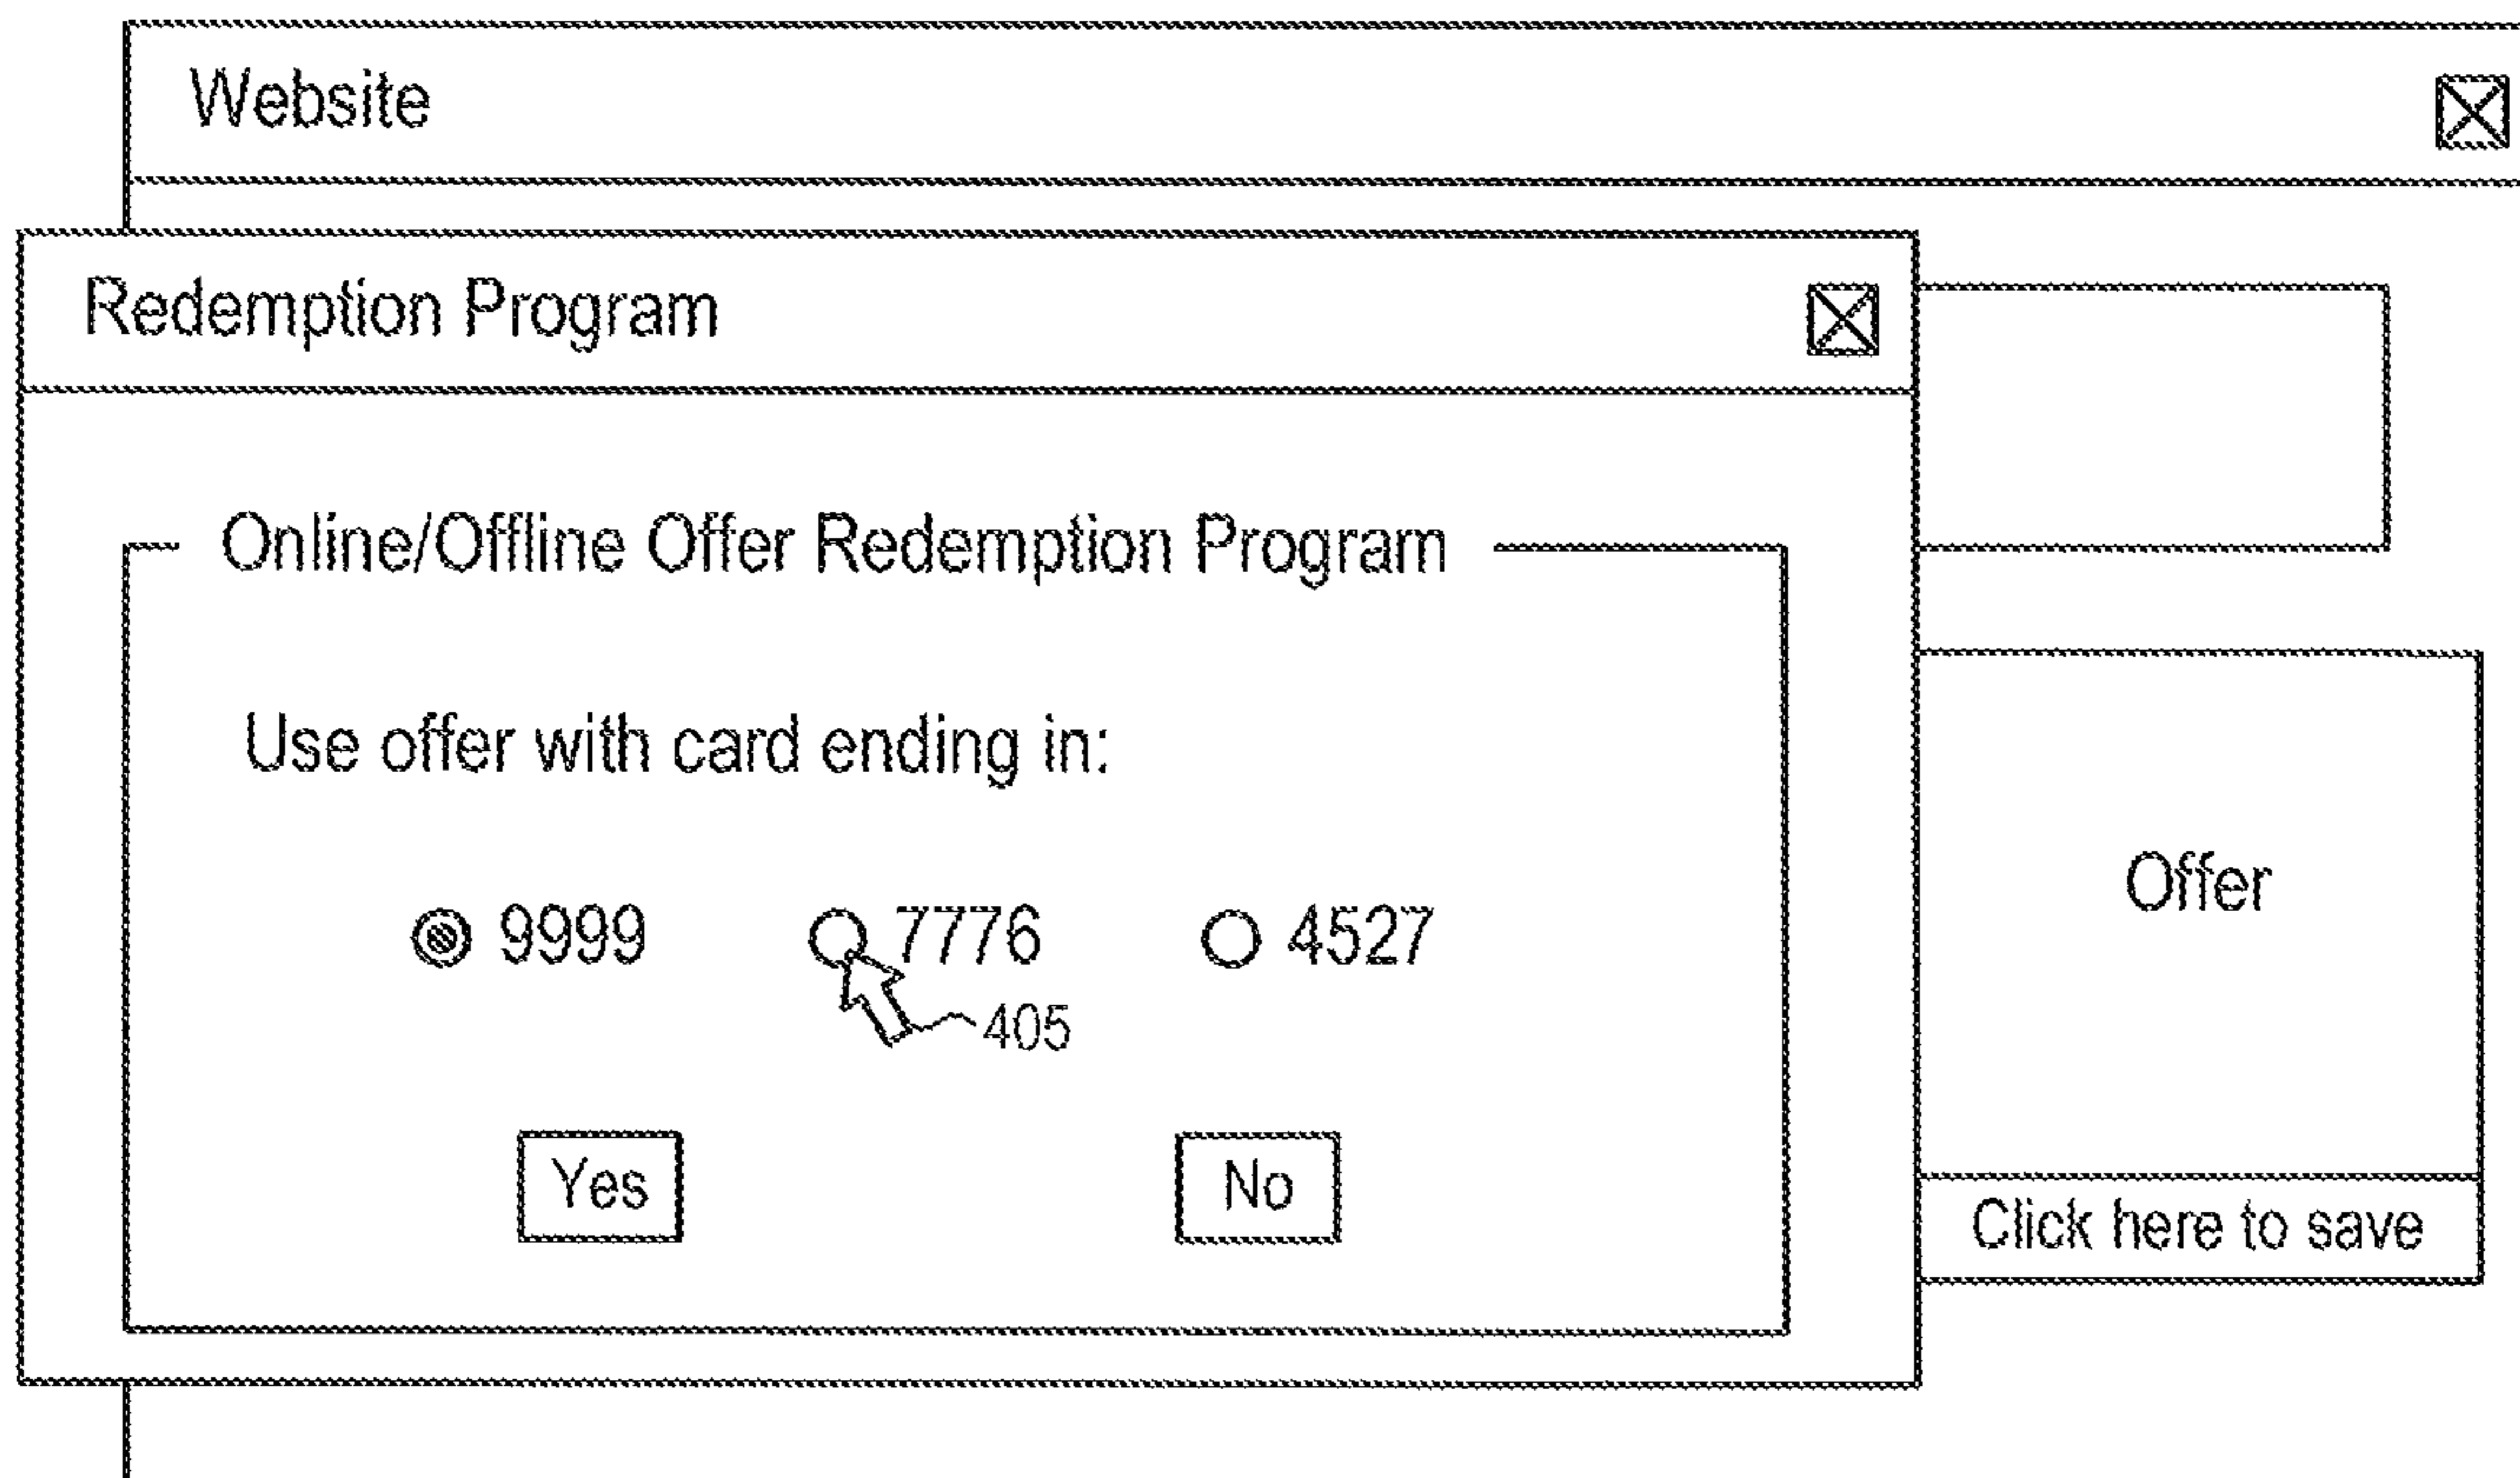 Website
Redemption Program
Online/Offline Offer Redemption Program
Use offer with card ending in:
9999 7776 4527
405
Yes No
Offer
Click here to save